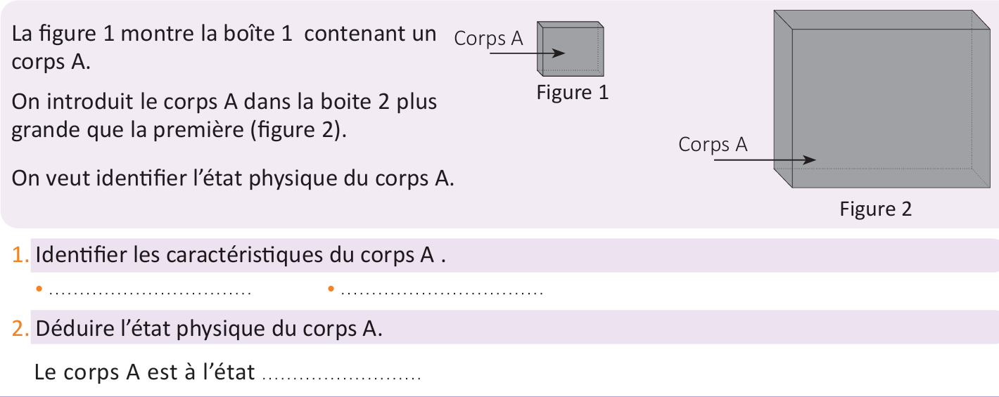 La figure 1 montre la boîte 1 contenant un
corps A.
On introduit le corps A dans la boite 2 plus
grande que la première (figure 2).
On veut identifier l’état physique du corps A.
Corps A
Figure 1
Corps A
Figure 2
1. Identifier les caractéristiques du corps A .
• ................................. • .................................
2. Déduire l’état physique du corps A.
Le corps A est à l’état ..........................